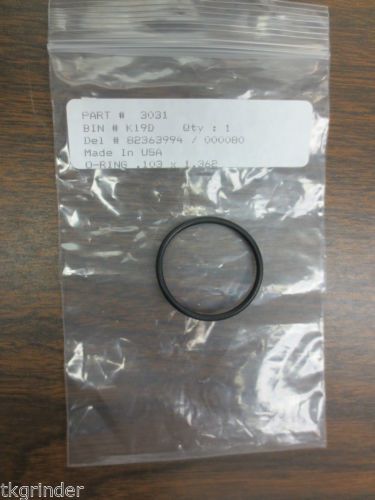 PART # 3031
BIN # K19D Qty : 1
Del # 82363994 / 000080
Made In USA
O-RING .103 x 1.362
tkgrinder